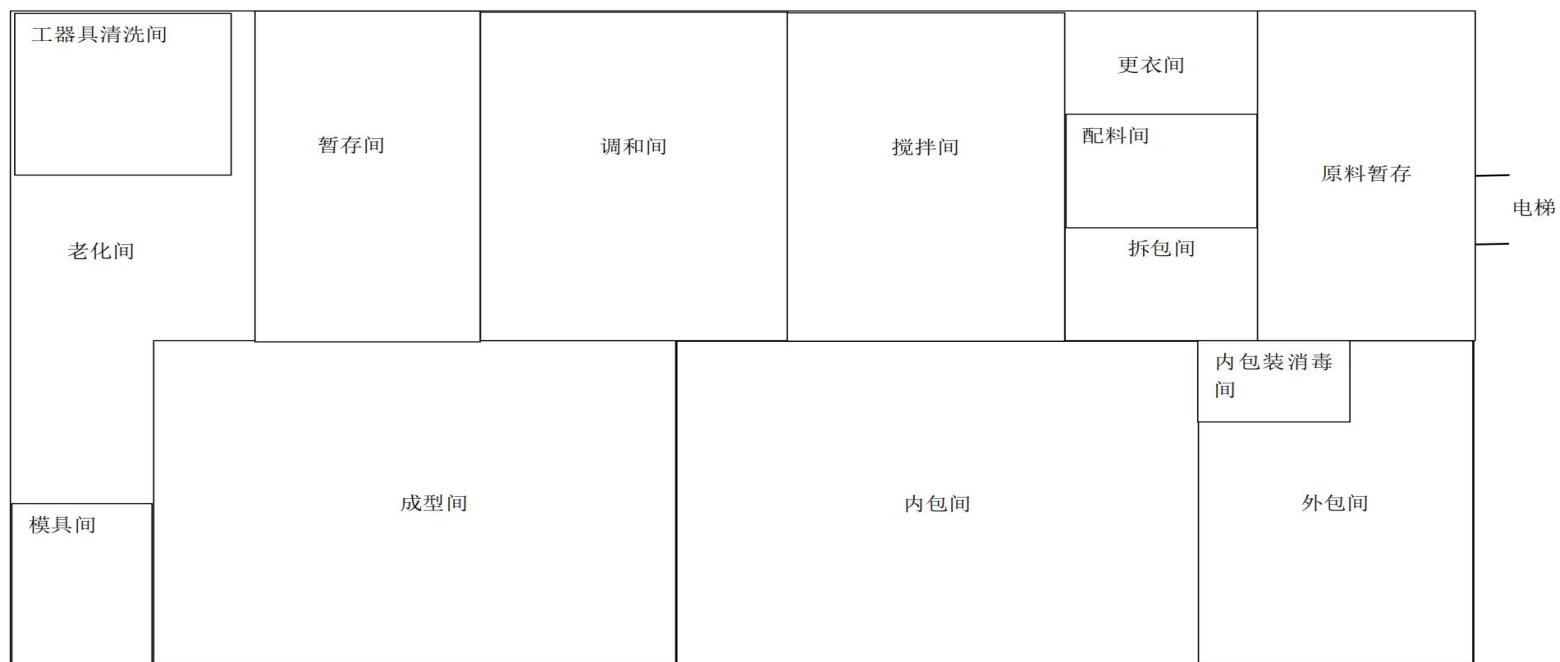 工器具清洗间
更衣间
配料间
暂存间
调和间
搅拌间
原料暂存
电梯
老化间
拆包间
内包装消毒
间
成型间
内包间
外包间
模具间